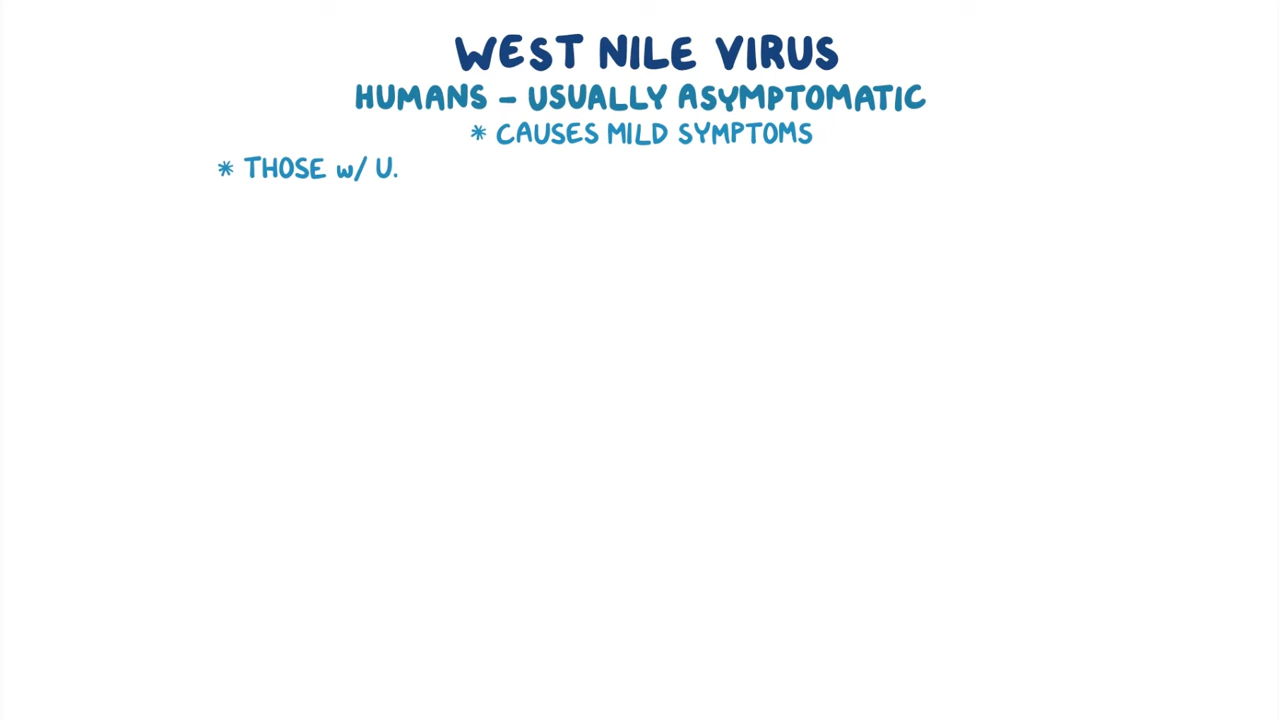 WEST NILE VIRUS
HUMANS - USUALLY ASYMPTOMATIC
* CAUSES MILD SYMPTOMS
* THOSE w/ U.